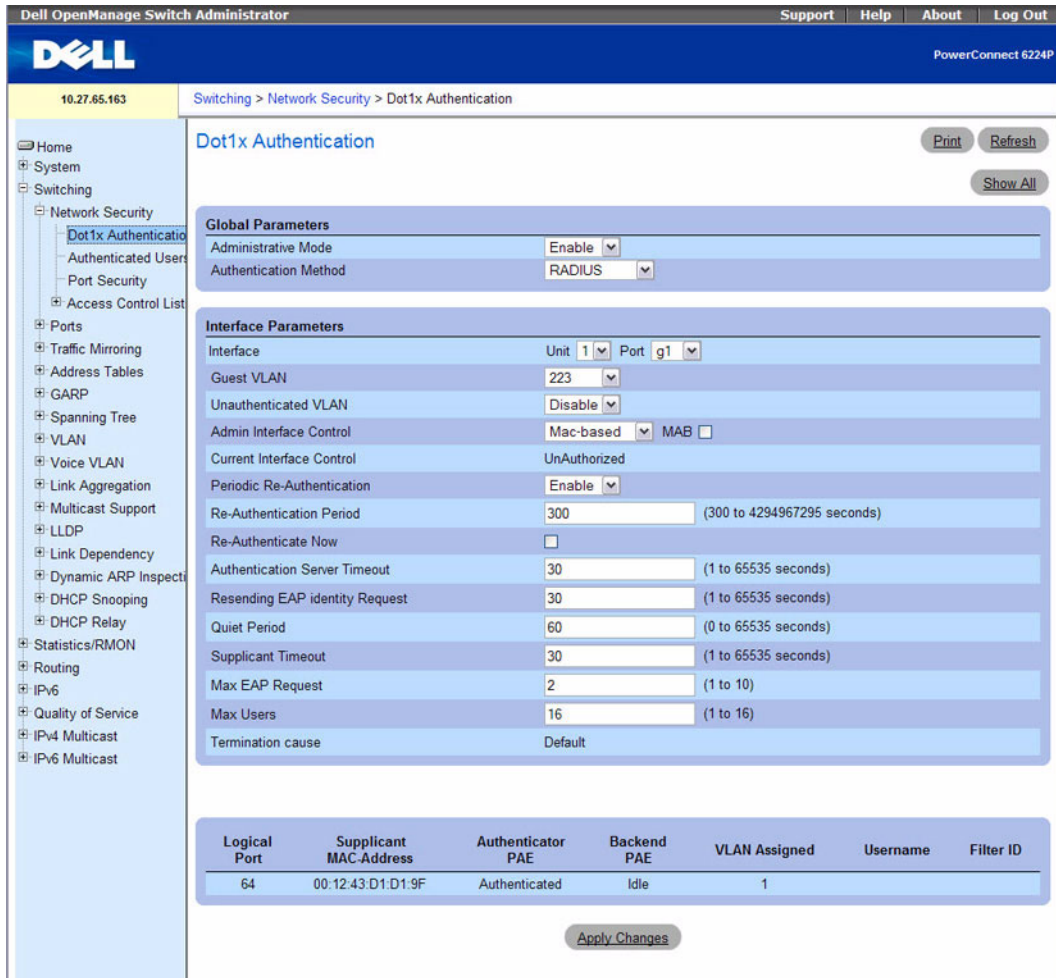 Dell OpenManage Switch Administrator
Support Help About Log Out
DELL
PowerConnect 6224P
10.27.65.163
Switching > Network Security > Dot1x Authentication
Home
System
Switching
Network Security
Dot1x Authenticatio
Authenticated Users
Port Security
Access Control List
Ports
Traffic Mirroring
Address Tables
GARP
Spanning Tree
VLAN
Voice VLAN
Link Aggregation
Multicast Support
LLDP
Link Dependency
Dynamic ARP Inspecti
DHCP Snooping
DHCP Relay
Statistics/RMON
Routing
IPv6
Quality of Service
IPv4 Multicast
IPv6 Multicast
Dot1x Authentication
Print Refresh
Show All
Global Parameters
Administrative Mode Enable
Authentication Method RADIUS
Interface Parameters
Interface Unit 1 Port g1
Guest VLAN 223
Unauthenticated VLAN Disable
Admin Interface Control Mac-based MAB
Current Interface Control UnAuthorized
Periodic Re-Authentication Enable
Re-Authentication Period 300 (300 to 4294967295 seconds)
Re-Authenticate Now
Authentication Server Timeout 30 (1 to 65535 seconds)
Resending EAP identity Request 30 (1 to 65535 seconds)
Quiet Period 60 (0 to 65535 seconds)
Supplicant Timeout 30 (1 to 65535 seconds)
Max EAP Request 2 (1 to 10)
Max Users 16 (1 to 16)
Termination cause Default
Logical Port Supplicant MAC-Address Authenticator PAE Backend PAE VLAN Assigned Username Filter ID
64 00:12:43:D1:D1:9F Authenticated Idle 1
Apply Changes